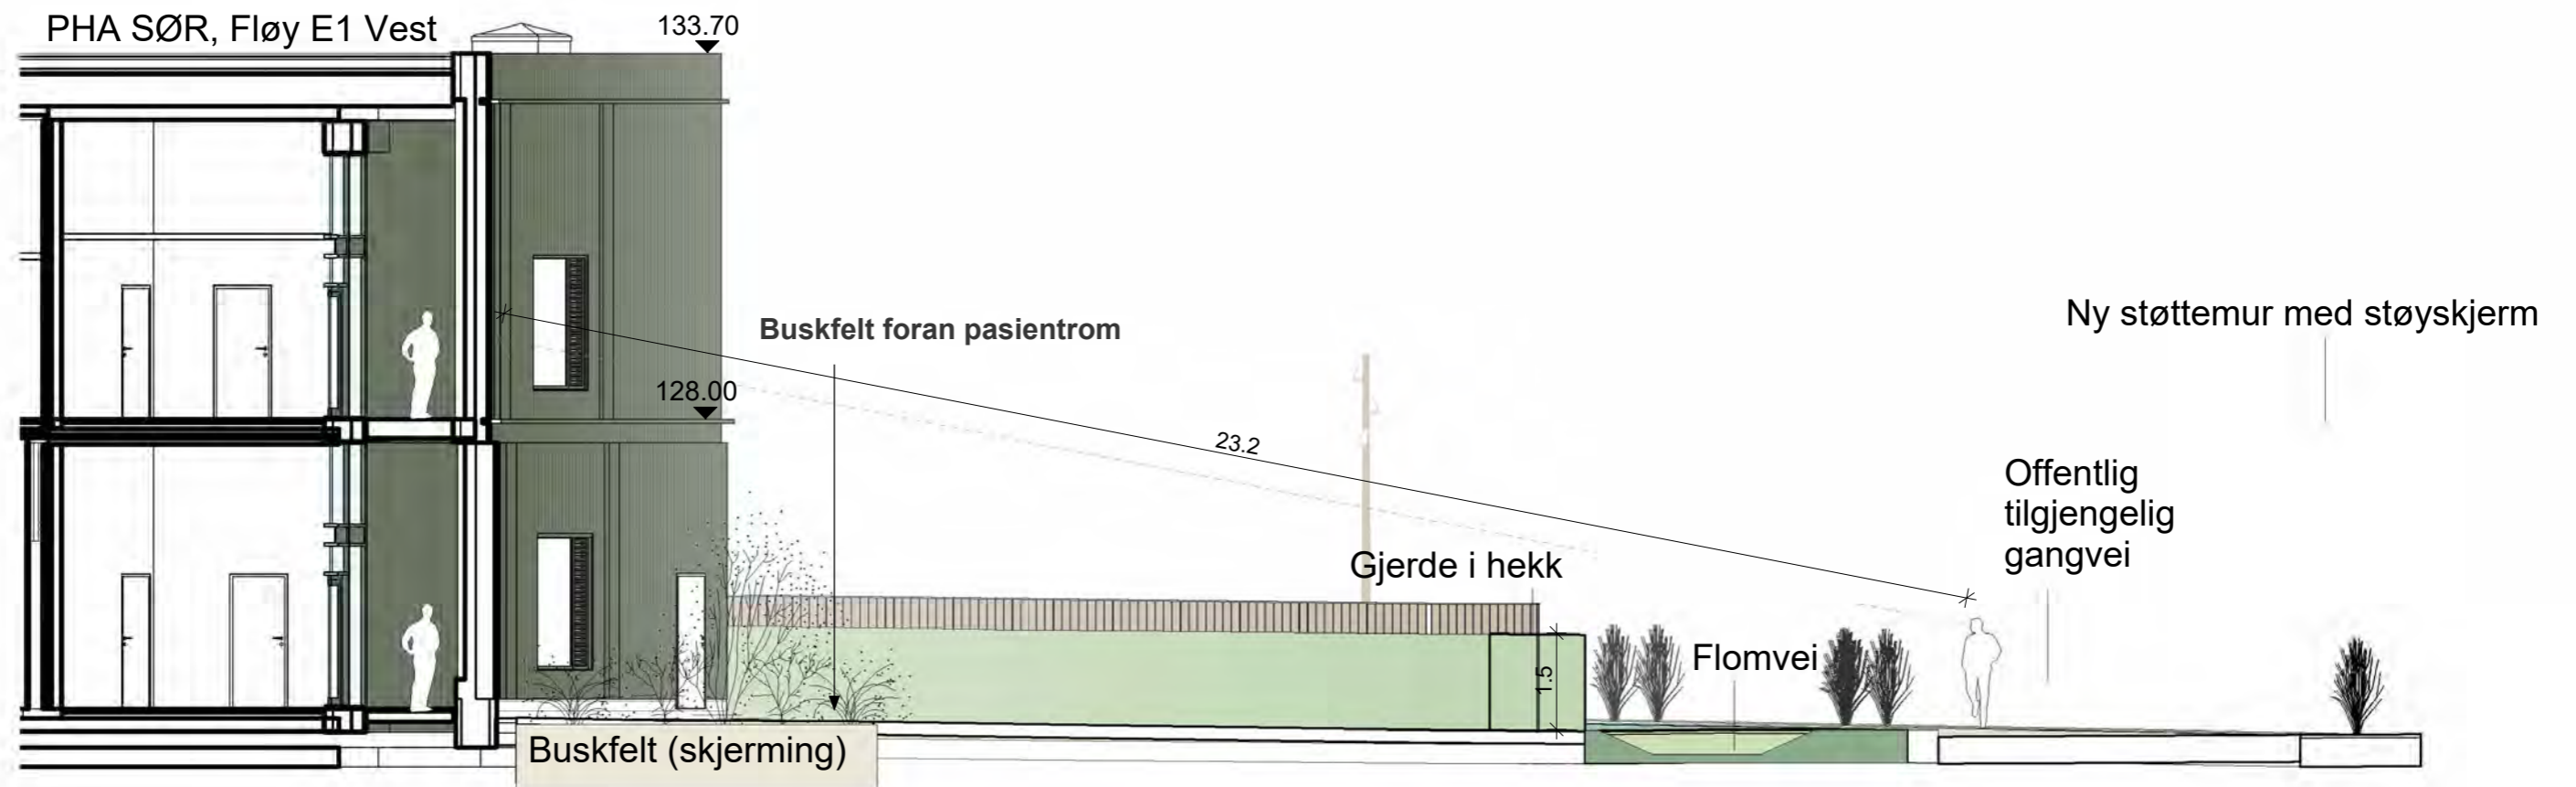 PHA SØR, Fløy E1 Vest
133.70
Ny støttemur med støyskjerm
Buskfelt foran pasientrom
128.00
23.2
Offentlig
tilgjengelig
gangvei
Gjerde i hekk
Flomvei
1.5
Buskfelt (skjerming)